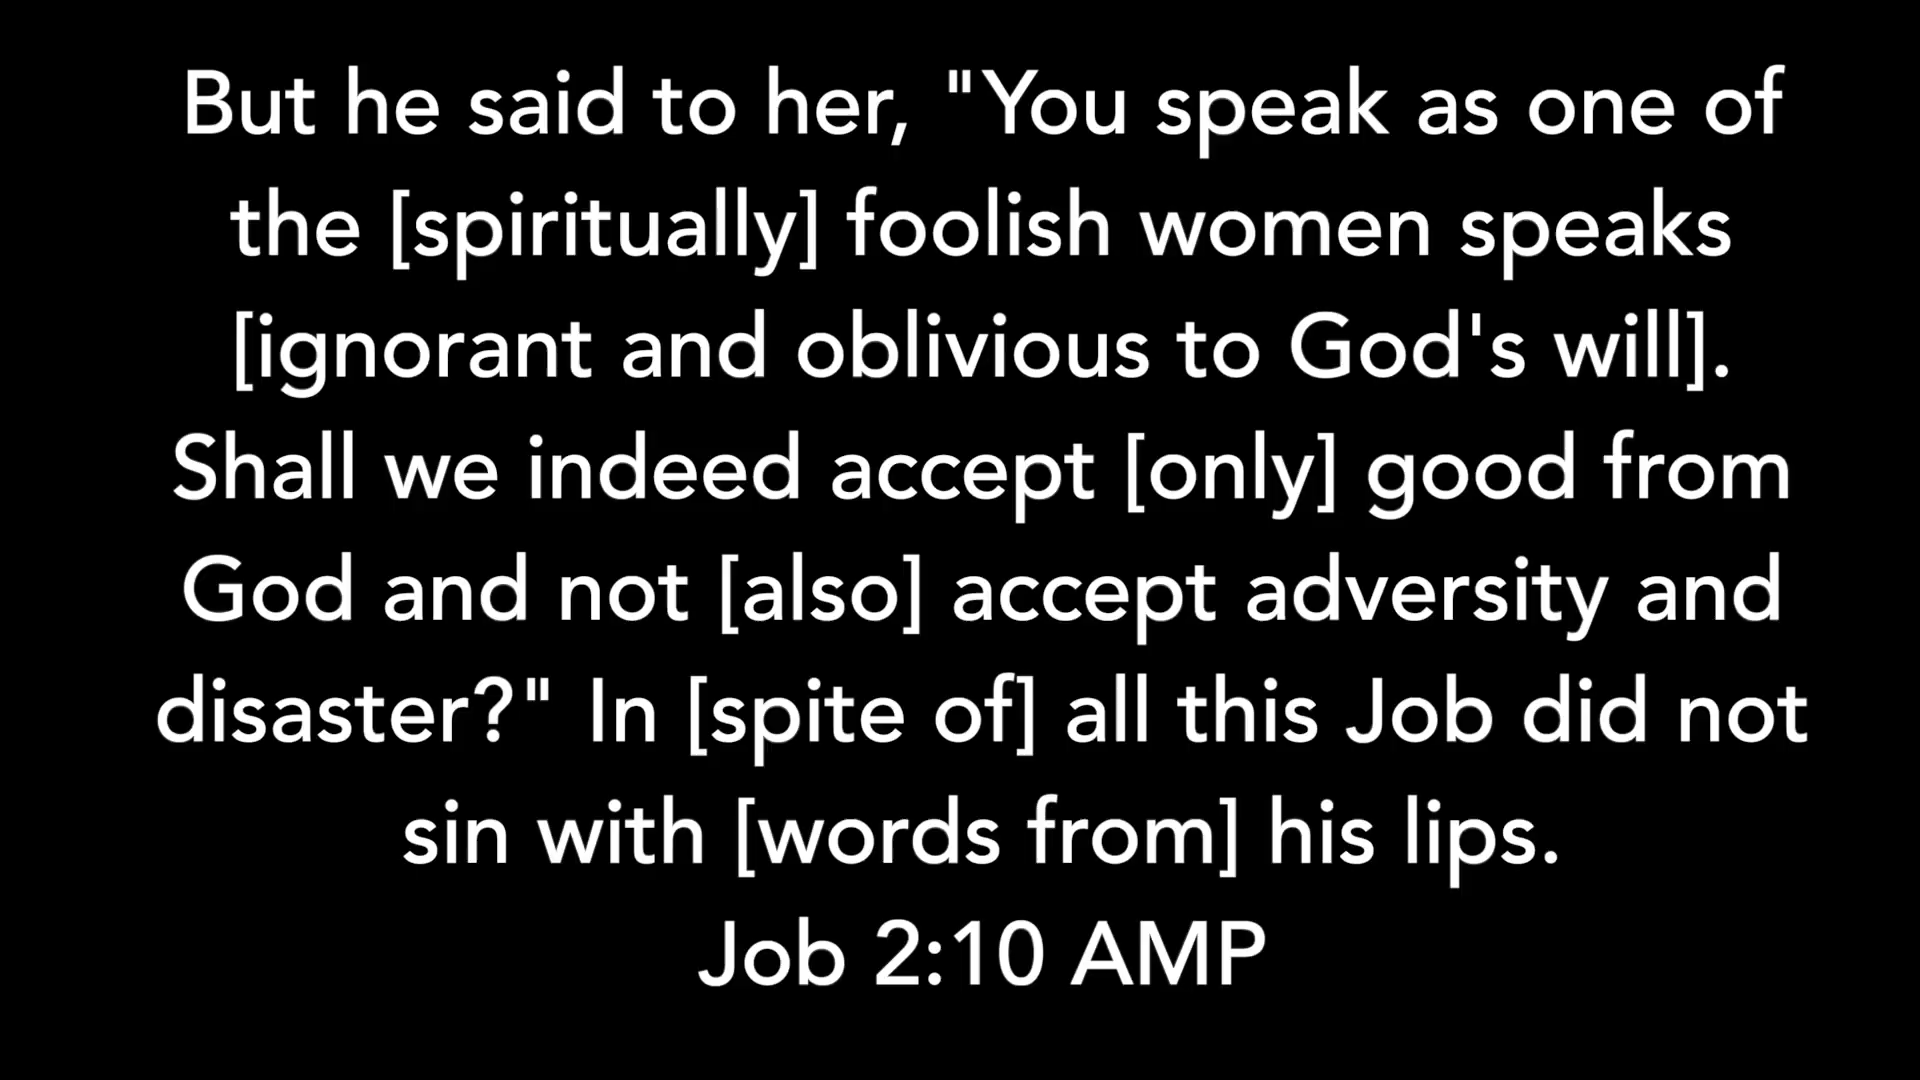 But he said to her, "You speak as one of
the [spiritually] foolish women speaks
[ignorant and oblivious to God's will].
Shall we indeed accept [only] good from
God and not [also] accept adversity and
disaster?" In [spite of] all this Job did not
sin with [words from] his lips.
Job 2:10 AMP